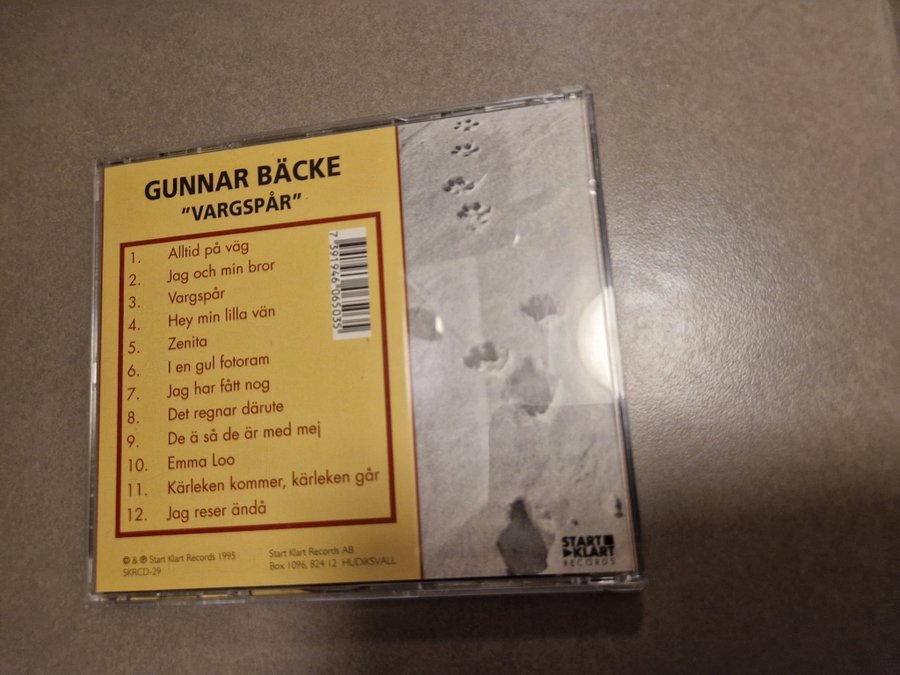 GUNNAR BÄCKE
"VARGSPÅR"
1. Alltid på väg
2. Jag och min bror
3. Vargspår
4. Hey min lilla vän
5. Zenita
6. I en gul fotoram
7. Jag har fått nog
8. Det regnar därute
9. De ä så de är med mej
10. Emma Loo
11. Kärleken kommer, kärleken går
12. Jag reser ändå
7 391946 065035
© & ℗ Start Klart Records 1995
SKRCD-29
Start Klart Records AB
Box 1096, 824 12 HUDIKSVALL
START
KLART
RECORDS